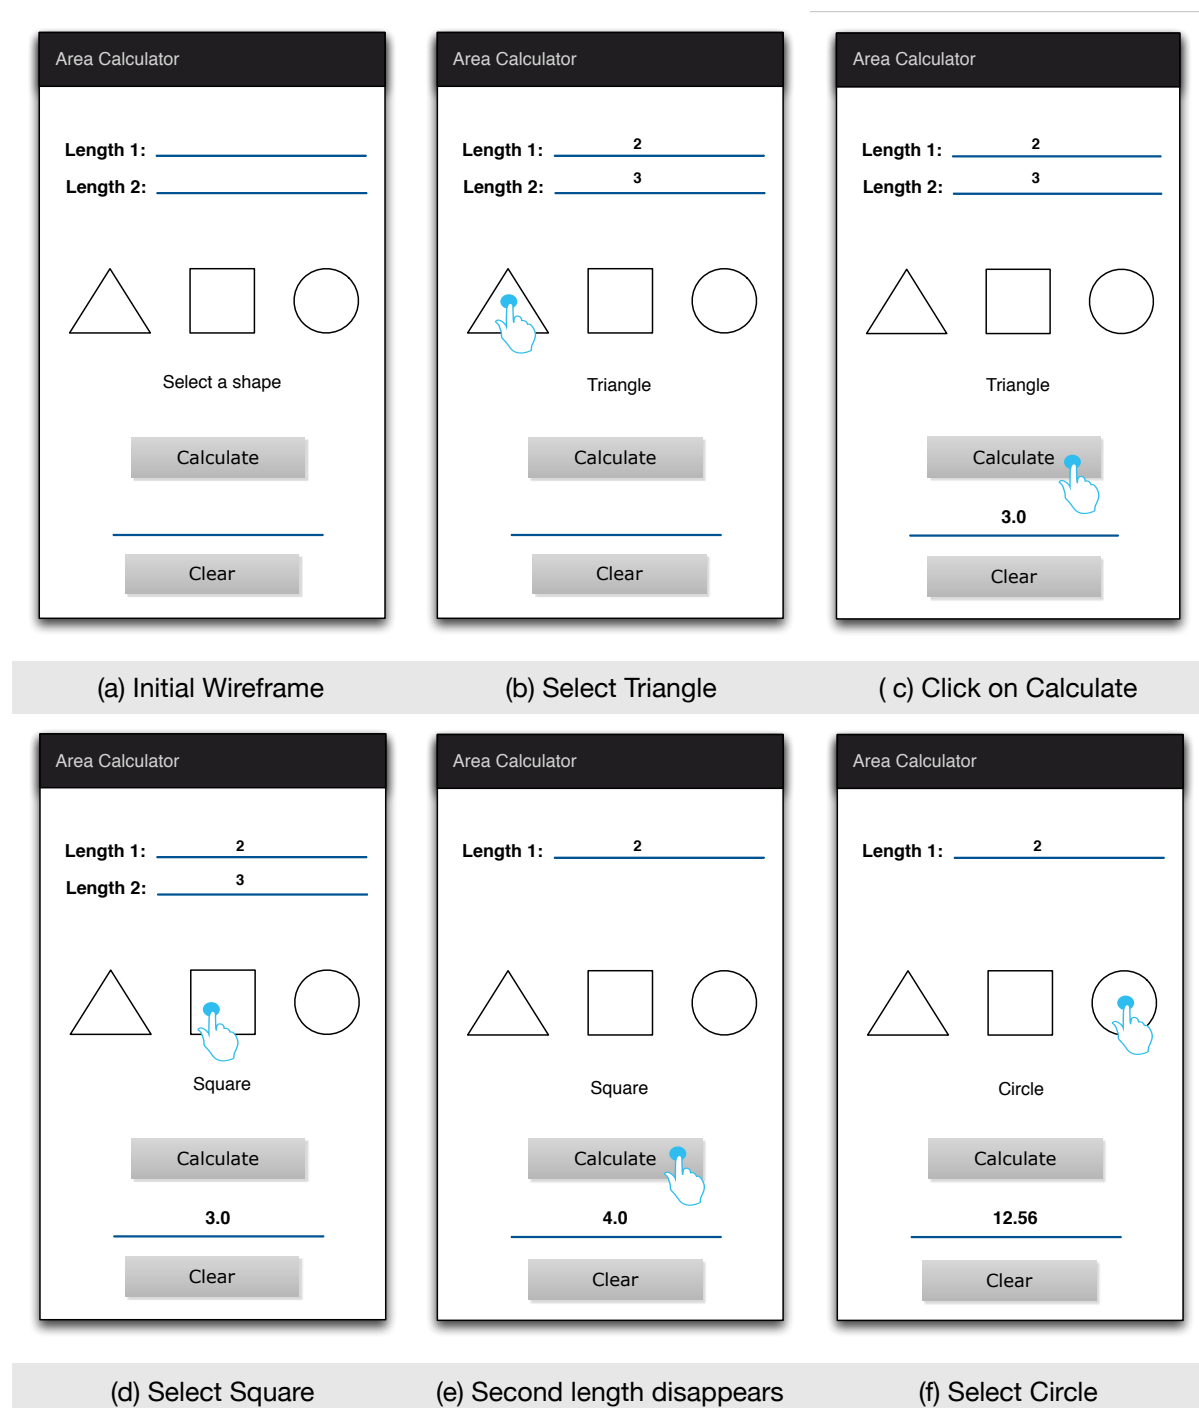 Area Calculator
Length 1:
Length 2:
Select a shape
Calculate
Clear
(a) Initial Wireframe
Area Calculator
Length 1: 2
Length 2: 3
Triangle
Calculate
Clear
(b) Select Triangle
Area Calculator
Length 1: 2
Length 2: 3
Triangle
Calculate
3.0
Clear
( c) Click on Calculate
Area Calculator
Length 1: 2
Length 2: 3
Square
Calculate
3.0
Clear
(d) Select Square
Area Calculator
Length 1: 2
Square
Calculate
4.0
Clear
(e) Second length disappears
Area Calculator
Length 1: 2
Circle
Calculate
12.56
Clear
(f) Select Circle